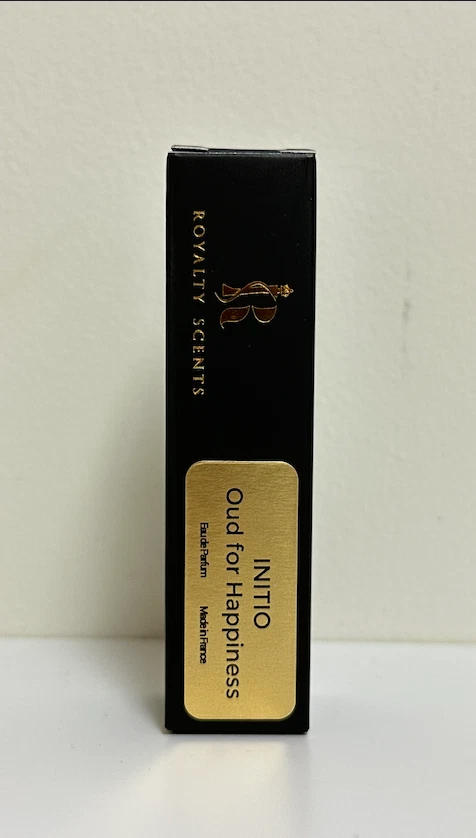 R
ROYALTY SCENTS
INITIO
Oud for Happiness
Eau de Parfum Made in France